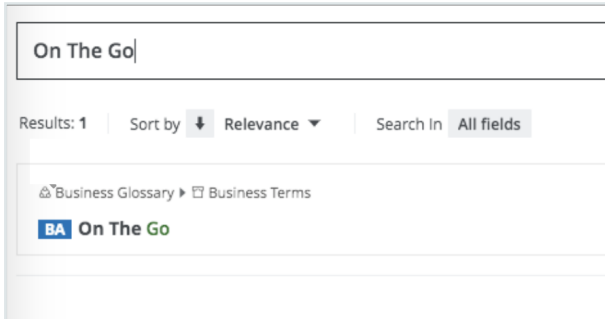 On The Go
Results: 1 Sort by Relevance Search In All fields
Business Glossary Business Terms
BA On The Go